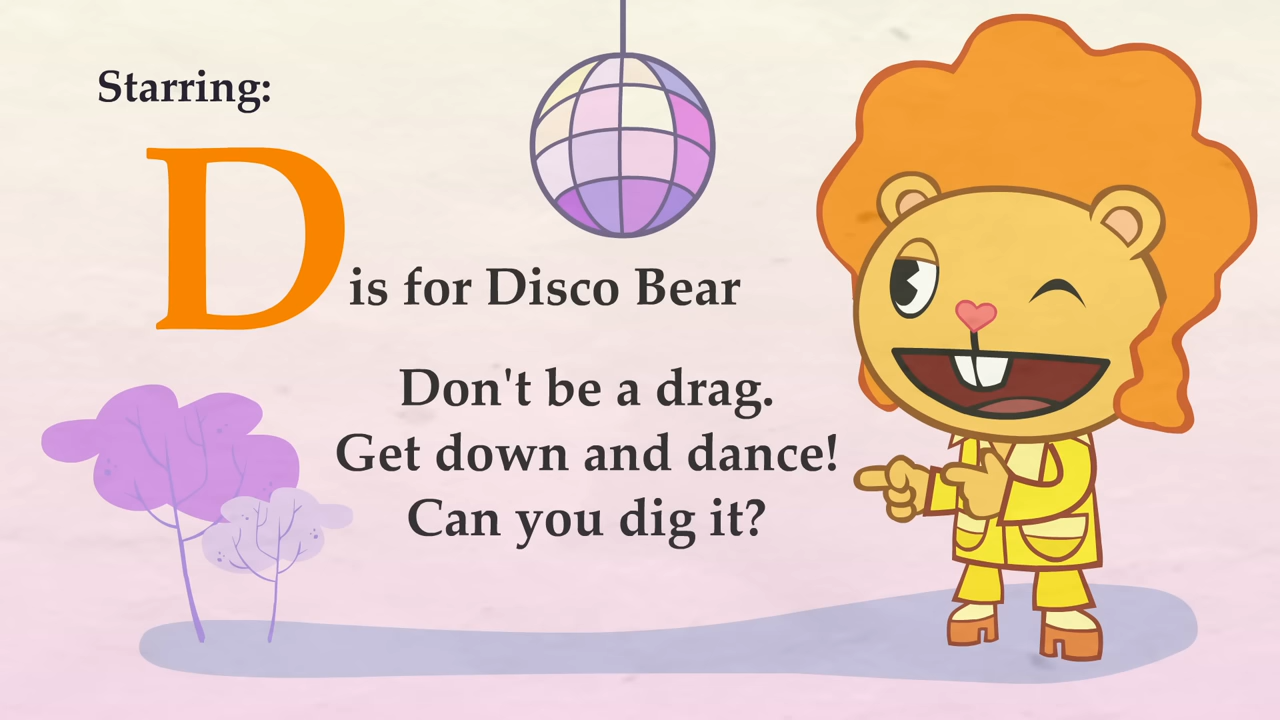 Starring:
D is for Disco Bear
Don't be a drag.
Get down and dance!
Can you dig it?